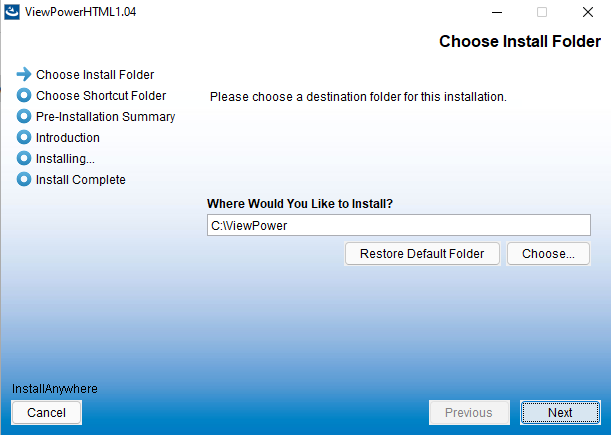 ViewPowerHTML1.04
Choose Install Folder
Choose Install Folder
Choose Shortcut Folder
Pre-Installation Summary
Introduction
Installing...
Install Complete
Please choose a destination folder for this installation.
Where Would You Like to Install?
C:\ViewPower
Restore Default Folder
Choose...
InstallAnywhere
Cancel
Previous
Next